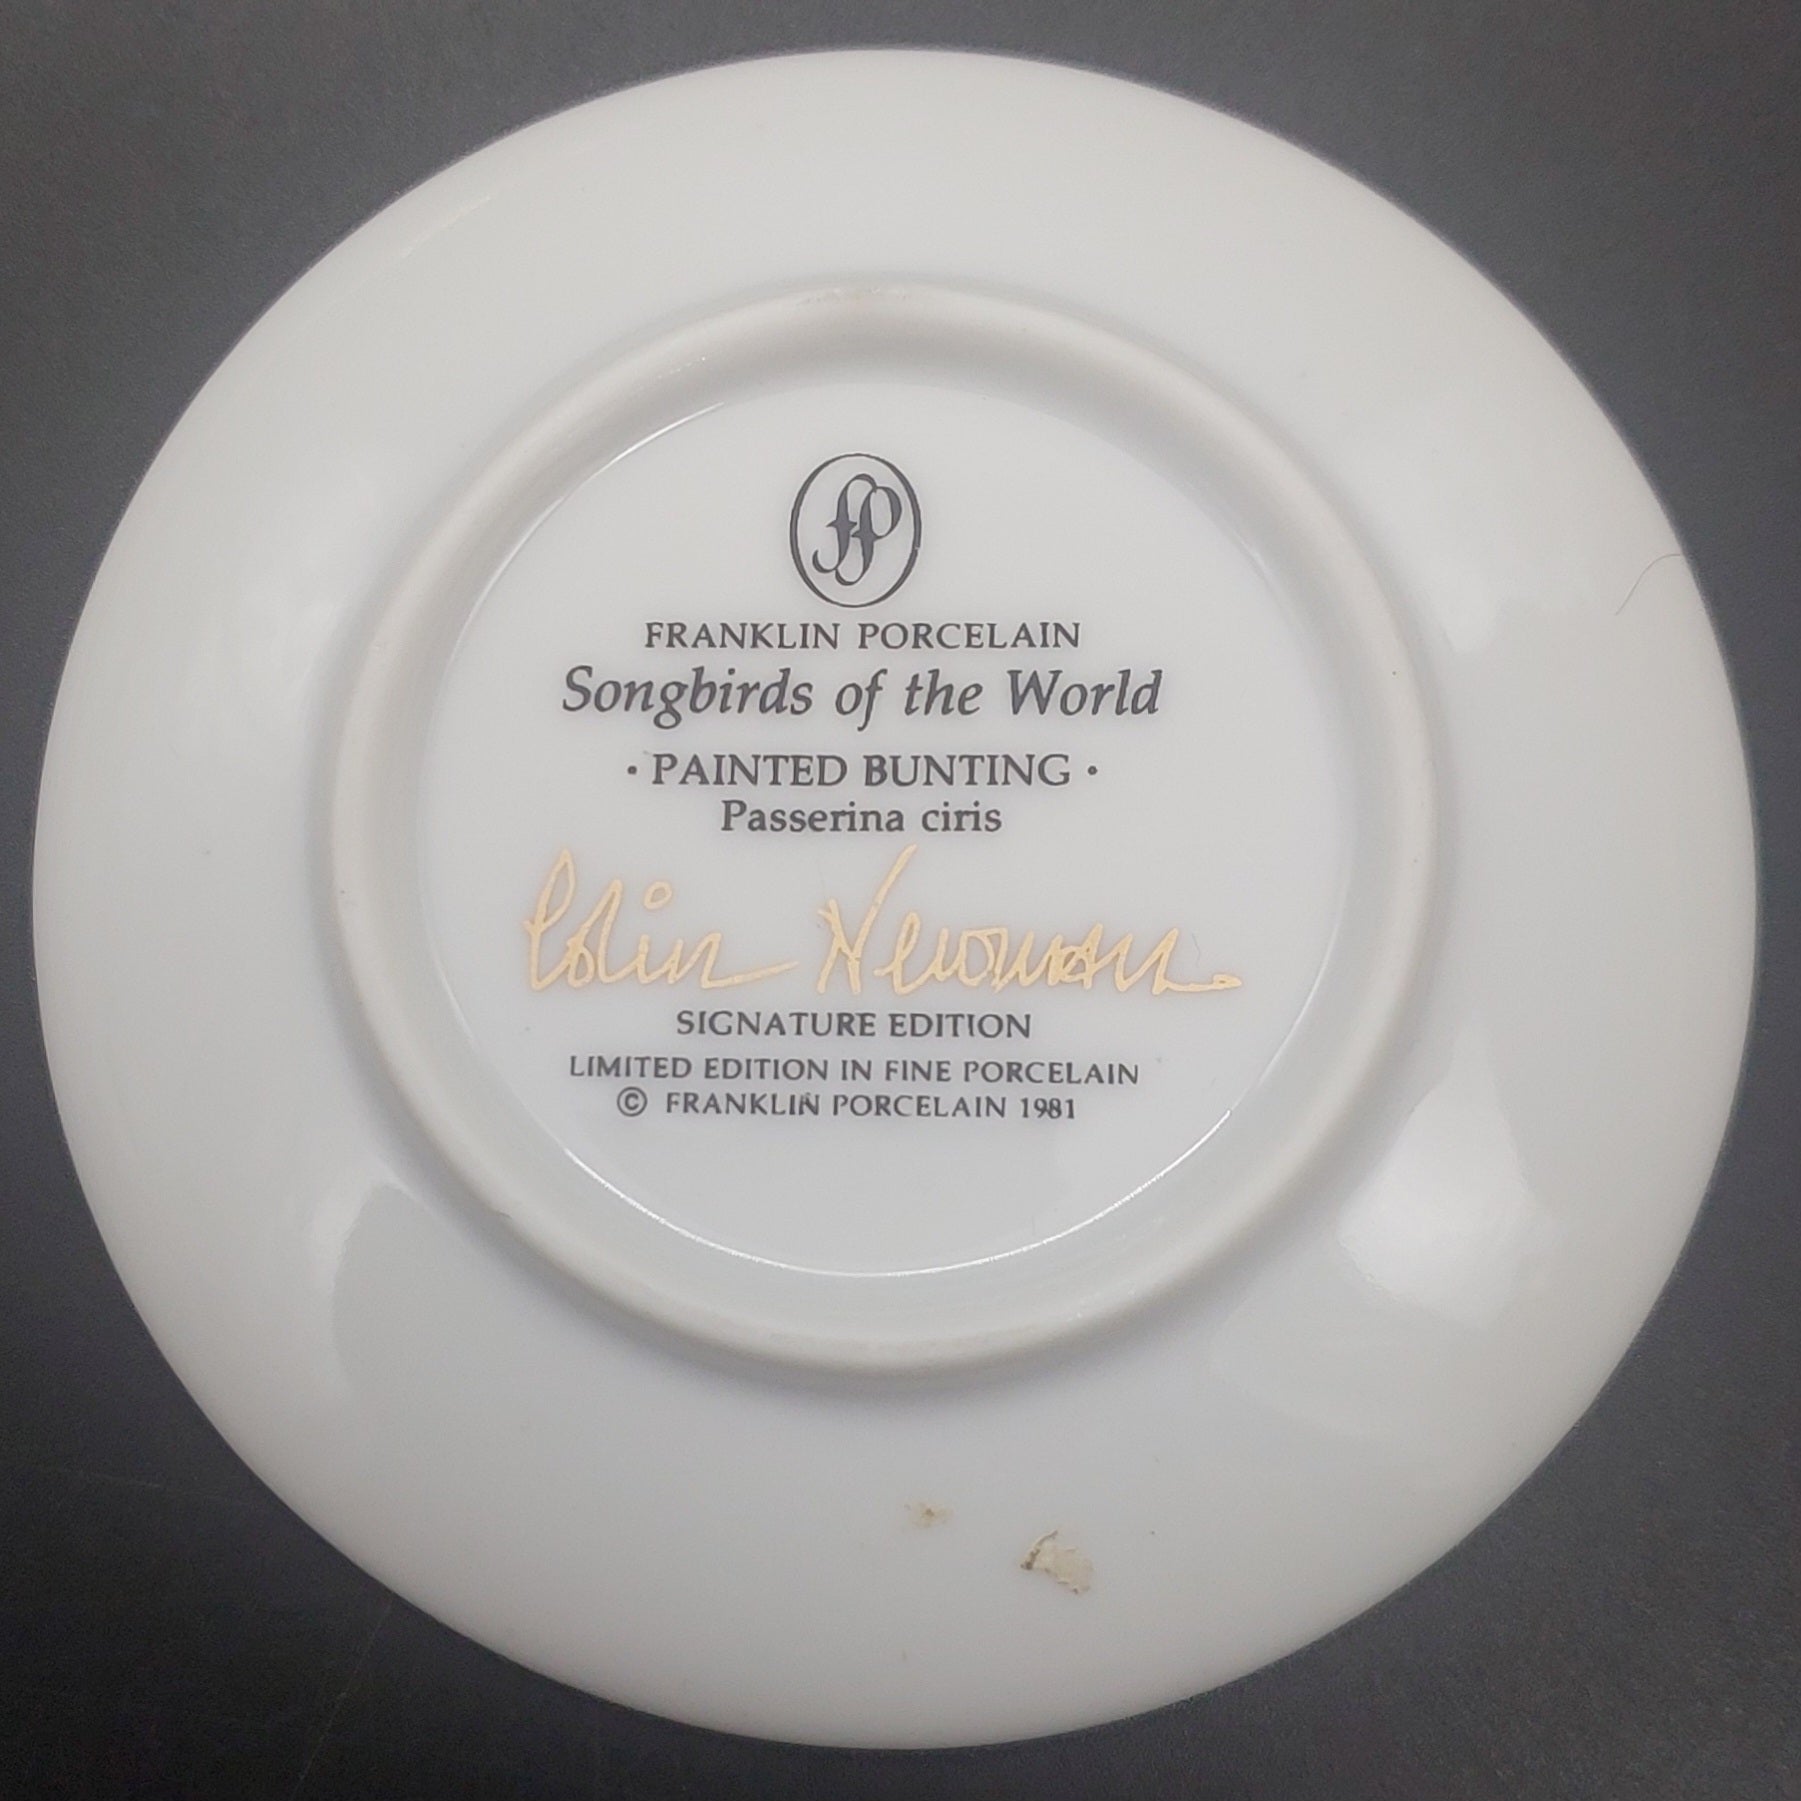 FP
FRANKLIN PORCELAIN
Songbirds of the World
· PAINTED BUNTING ·
Passerina ciris
Colin Newman
SIGNATURE EDITION
LIMITED EDITION IN FINE PORCELAIN
© FRANKLIN PORCELAIN 1981